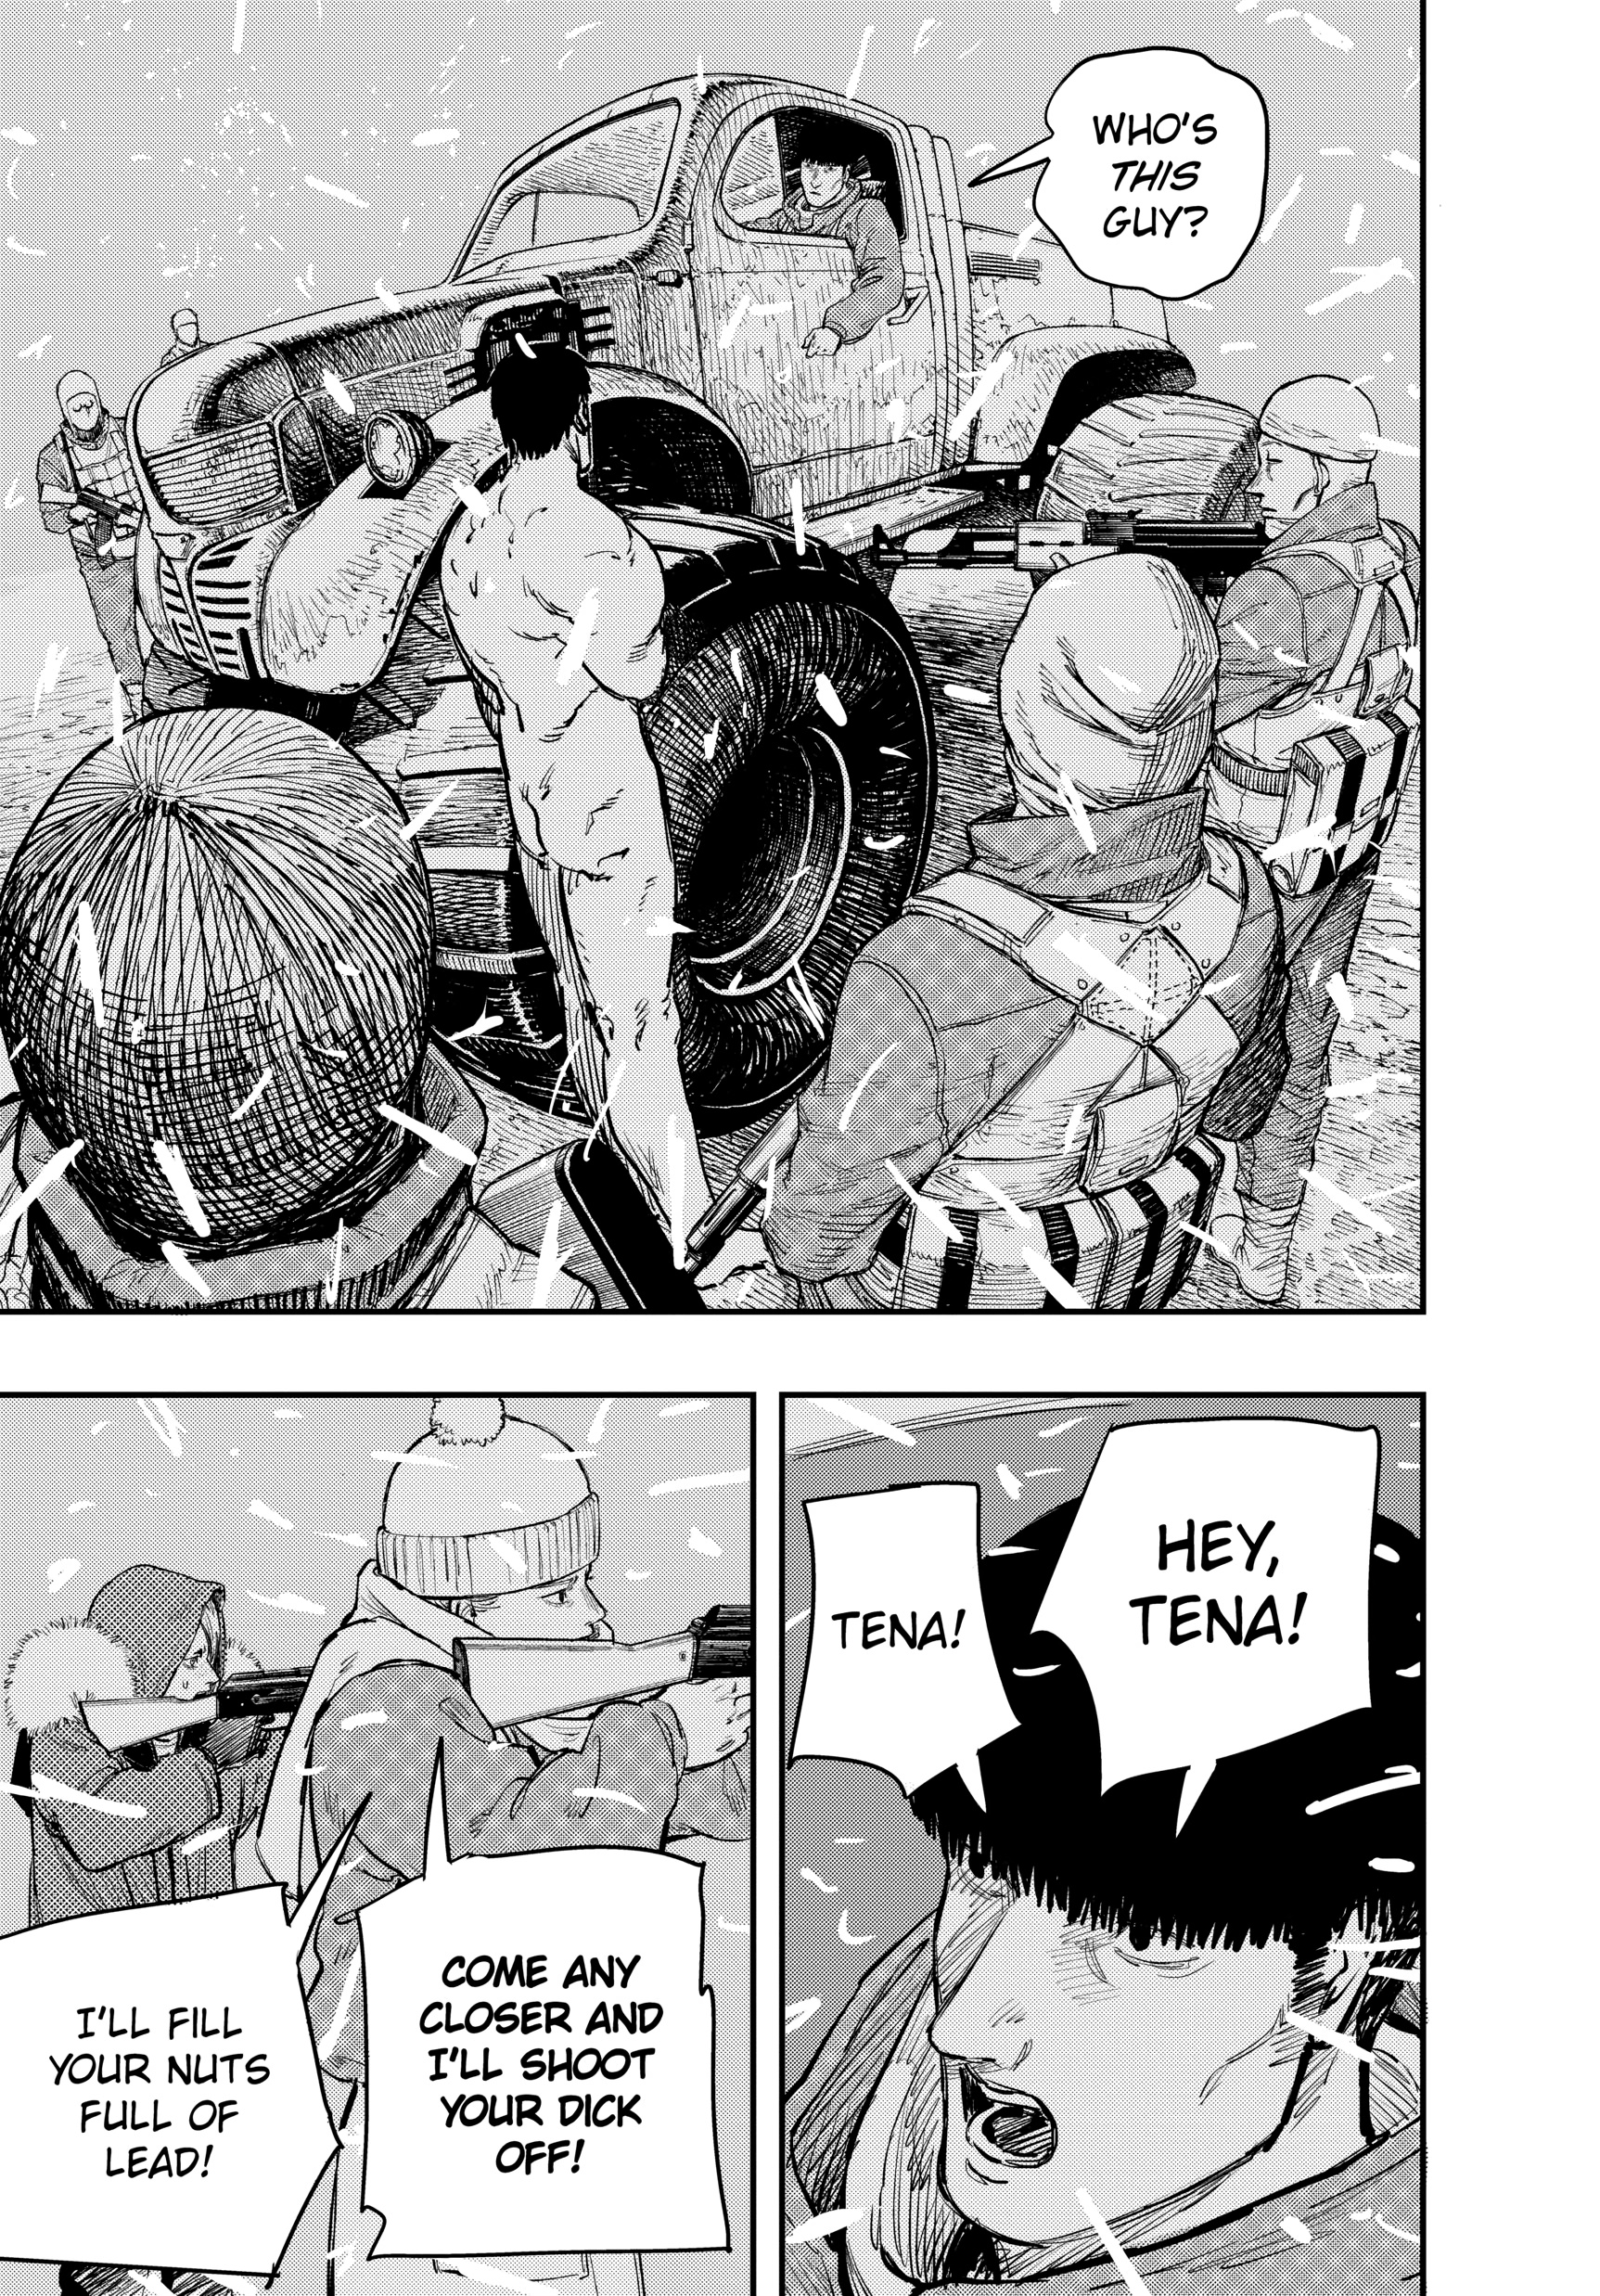 WHO'S
THIS
GUY?
HEY,
TENA!
TENA!
COME ANY
CLOSER AND
I'LL SHOOT
YOUR DICK
OFF!
I'LL FILL
YOUR NUTS
FULL OF
LEAD!